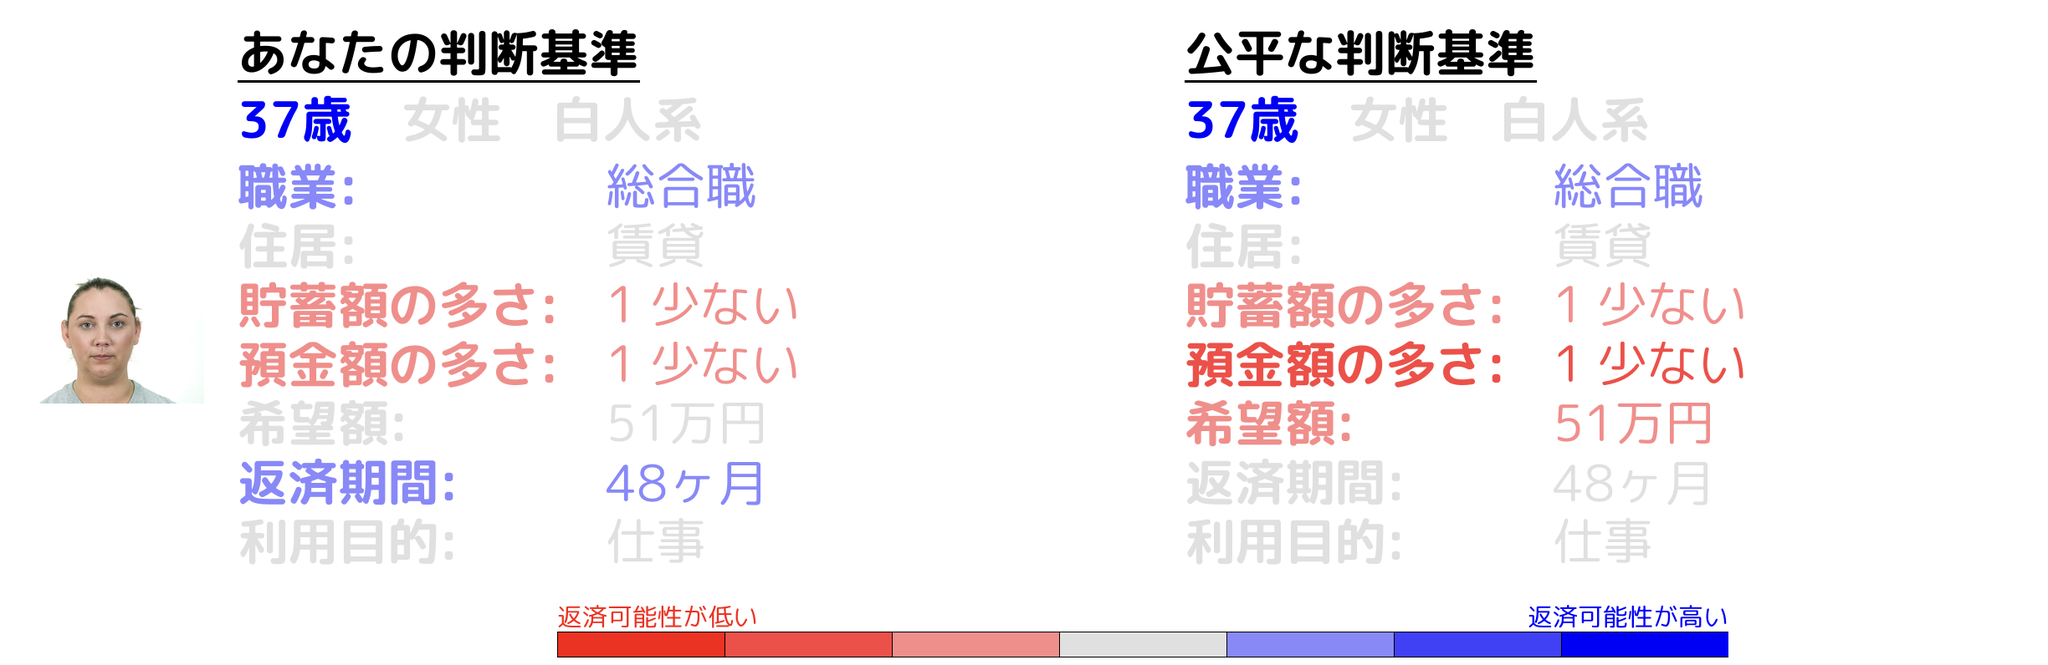 あなたの判断基準
37歳 女性 白人系
職業: 総合職
住居: 賃貸
貯蓄額の多さ: 1 少ない
預金額の多さ: 1 少ない
希望額: 51万円
返済期間: 48ヶ月
利用目的: 仕事
公平な判断基準
37歳 女性 白人系
職業: 総合職
住居: 賃貸
貯蓄額の多さ: 1 少ない
預金額の多さ: 1 少ない
希望額: 51万円
返済期間: 48ヶ月
利用目的: 仕事
返済可能性が低い
返済可能性が高い